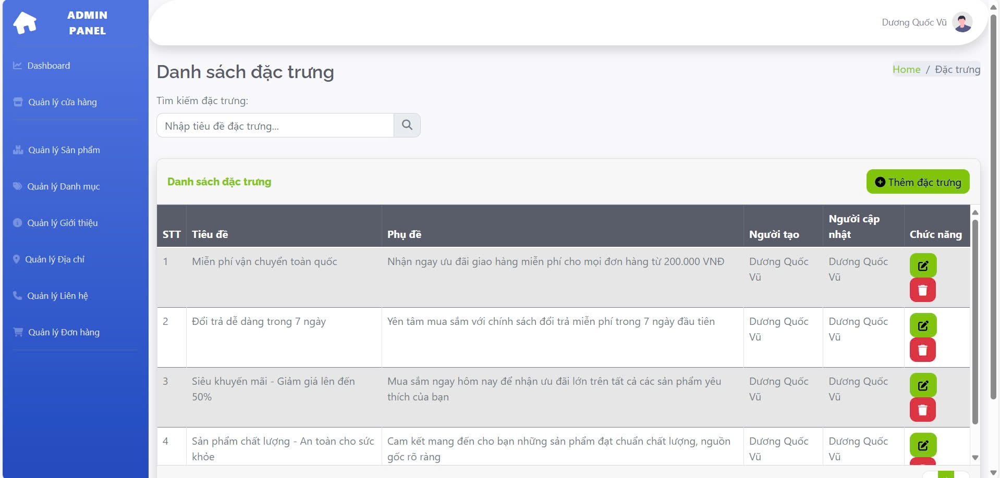 ADMIN
PANEL
Dashboard
Quản lý cửa hàng
Quản lý Sản phẩm
Quản lý Danh mục
Quản lý Giới thiệu
Quản lý Địa chỉ
Quản lý Liên hệ
Quản lý Đơn hàng
Dương Quốc Vũ
Danh sách đặc trưng
Home / Đặc trưng
Tìm kiếm đặc trưng:
Nhập tiêu đề đặc trưng...
Danh sách đặc trưng
Thêm đặc trưng
STT Tiêu đề Phụ đề Người tạo Người cập nhật Chức năng
1 Miễn phí vận chuyển toàn quốc Nhận ngay ưu đãi giao hàng miễn phí cho mọi đơn hàng từ 200.000 VNĐ Dương Quốc Dương Quốc
Vũ Vũ
2 Đổi trả dễ dàng trong 7 ngày Yên tâm mua sắm với chính sách đổi trả miễn phí trong 7 ngày đầu tiên Dương Quốc Dương Quốc
Vũ Vũ
3 Siêu khuyến mãi - Giảm giá lên đến Mua sắm ngay hôm nay để nhận ưu đãi lớn trên tất cả các sản phẩm yêu Dương Quốc Dương Quốc
50% thích của bạn Vũ Vũ
4 Sản phẩm chất lượng - An toàn cho sức Cam kết mang đến cho bạn những sản phẩm đạt chuẩn chất lượng, nguồn Dương Quốc Dương Quốc
khỏe gốc rõ ràng Vũ Vũ